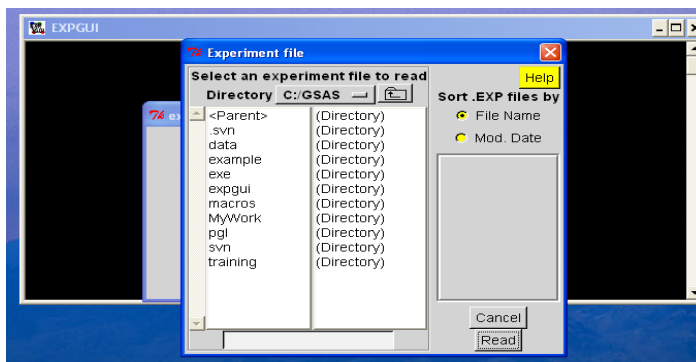 EXPGUI
Experiment file
Select an experiment file to read
Help
Directory C:/GSAS
Sort .EXP files by
ex
<Parent> (Directory)
File Name
.svn (Directory)
data (Directory)
Mod. Date
example (Directory)
exe (Directory)
expgui (Directory)
macros (Directory)
MyWork (Directory)
pgl (Directory)
svn (Directory)
training (Directory)
Cancel
Read